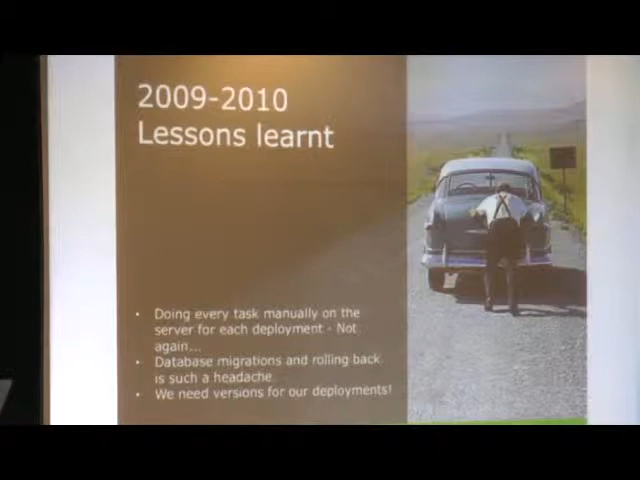 2009-2010
Lessons learnt
• Doing every task manually on the
server for each deployment - Not
again...
• Database migrations and rolling back
is such a headache
• We need versions for our deployments!